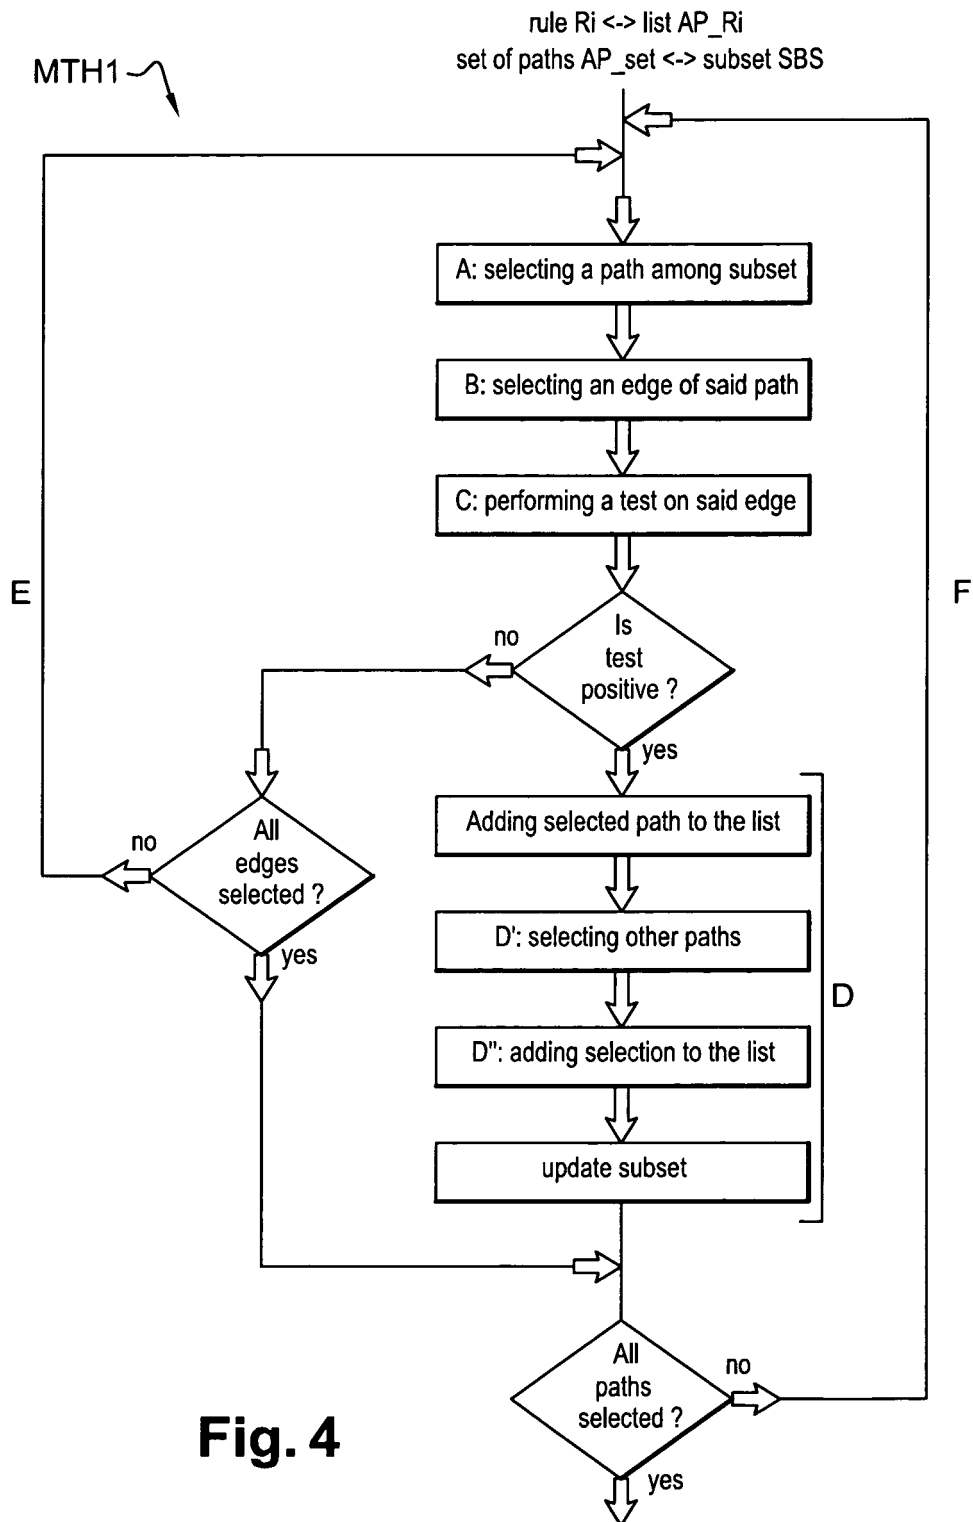 rule Ri <-> list AP_Ri
set of paths AP_set <-> subset SBS
MTH1
A: selecting a path among subset
B: selecting an edge of said path
C: performing a test on said edge
E
F
Is
test
positive ?
no
yes
Adding selected path to the list
All
edges
selected ?
no
yes
D': selecting other paths
D
D": adding selection to the list
update subset
All
paths
selected ?
no
yes
Fig. 4